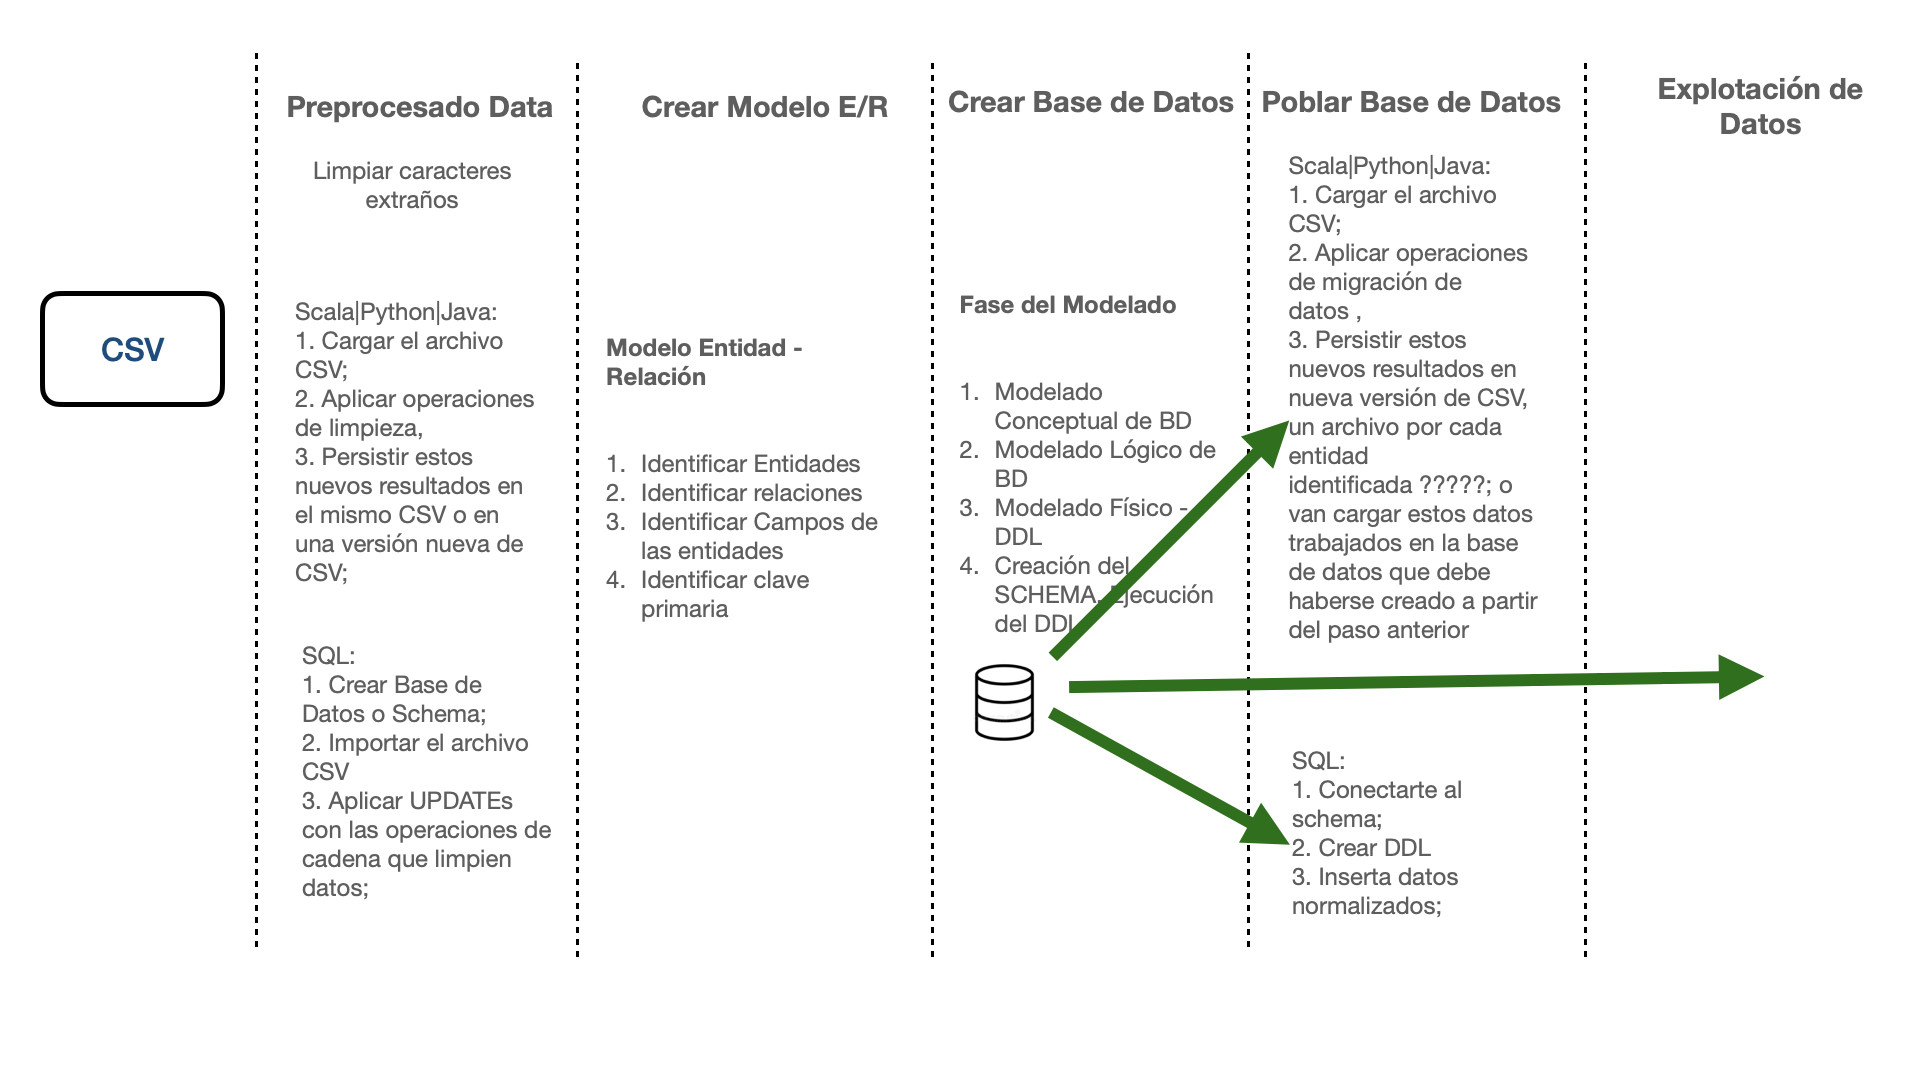 CSV
Preprocesado Data
Limpiar caracteres
extraños
Scala|Python|Java:
1. Cargar el archivo
CSV;
2. Aplicar operaciones
de limpieza,
3. Persistir estos
nuevos resultados en
el mismo CSV o en
una versión nueva de
CSV;
SQL:
1. Crear Base de
Datos o Schema;
2. Importar el archivo
CSV
3. Aplicar UPDATEs
con las operaciones de
cadena que limpien
datos;
Crear Modelo E/R
Modelo Entidad -
Relación
1. Identificar Entidades
2. Identificar relaciones
3. Identificar Campos de
las entidades
4. Identificar clave
primaria
Crear Base de Datos
Fase del Modelado
1. Modelado
Conceptual de BD
2. Modelado Lógico de
BD
3. Modelado Físico -
DDL
4. Creación del
SCHEMA. Ejecución
del DDL
Poblar Base de Datos
Scala|Python|Java:
1. Cargar el archivo
CSV;
2. Aplicar operaciones
de migración de
datos ,
3. Persistir estos
nuevos resultados en
nueva versión de CSV,
un archivo por cada
entidad
identificada ?????; o
van cargar estos datos
trabajados en la base
de datos que debe
haberse creado a partir
del paso anterior
SQL:
1. Conectarte al
schema;
2. Crear DDL
3. Inserta datos
normalizados;
Explotación de
Datos